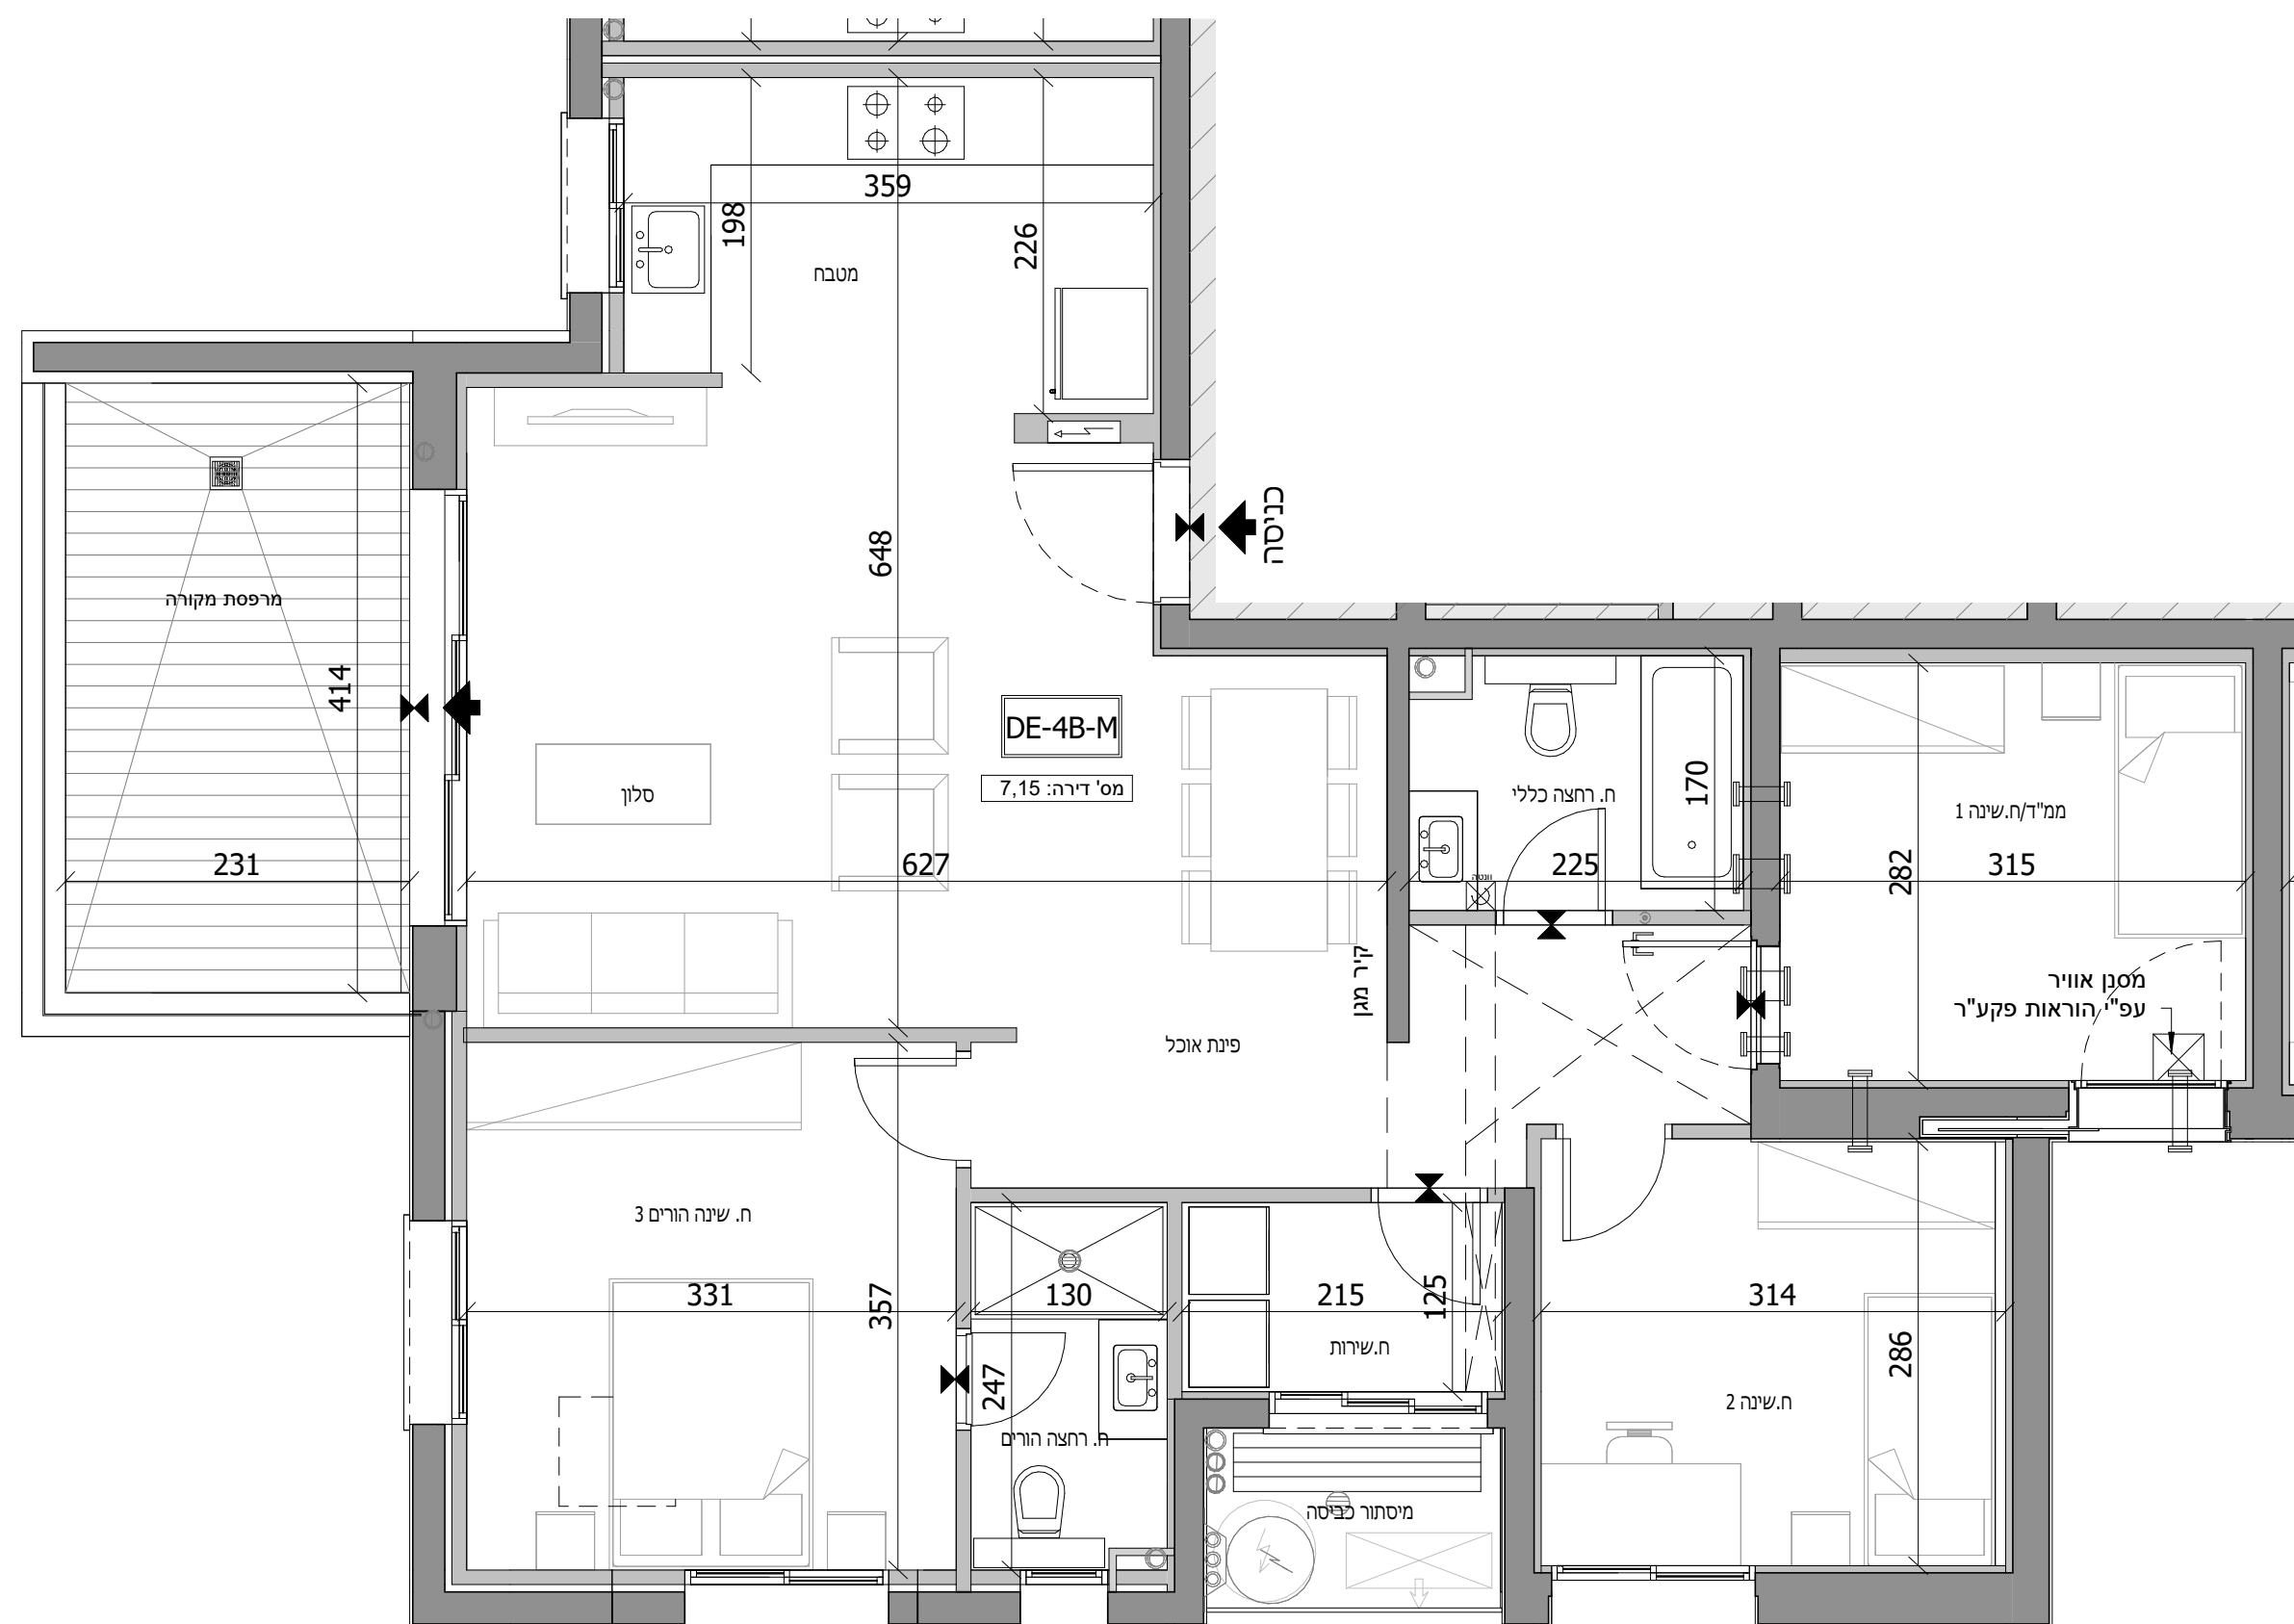 359
198
226
מטבח
כניסה
648
מרפסת מקורה
414
DE-4B-M
מס' דירה: 7,15
סלון
ח. רחצה כללי
170
ממ"ד/ח.שינה 1
231
627
225
282
315
וונטה
קיר מגן
מסנן אוויר
עפ"י הוראות פקע"ר
פינת אוכל
ח. שינה הורים 3
331
357
130
215
125
314
ח.שירות
286
247
ח.שינה 2
ח. רחצה הורים
מיסתור כביסה